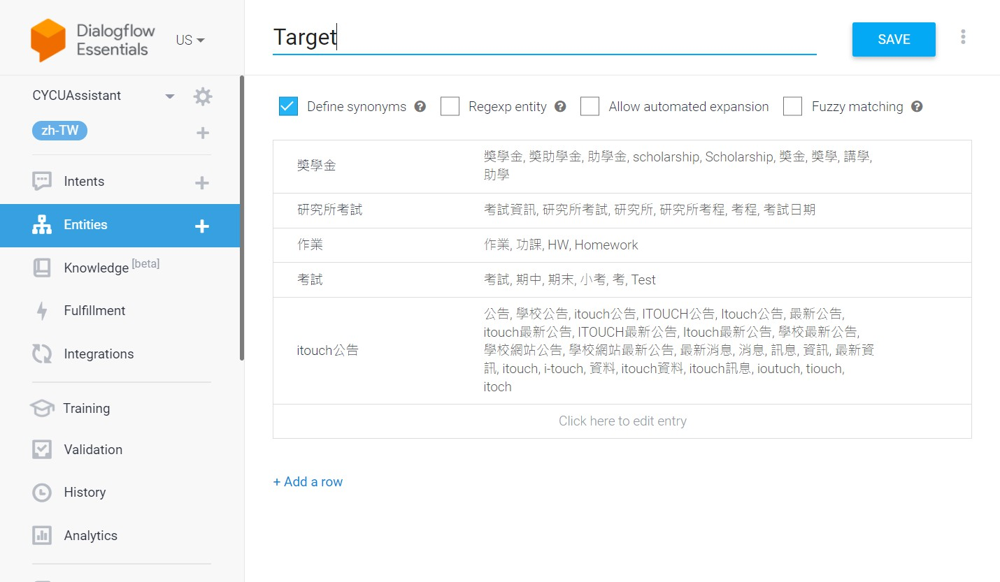 Dialogflow
Essentials
US
Target
SAVE
CYCUAssistant
zh-TW
Intents
Entities
Knowledge [beta]
Fulfillment
Integrations
Training
Validation
History
Analytics
Define synonyms
Regexp entity
Allow automated expansion
Fuzzy matching
獎學金
獎學金, 獎助學金, 助學金, scholarship, Scholarship, 獎金, 獎學, 講學,
助學
研究所考試
考試資訊, 研究所考試, 研究所, 研究所考程, 考程, 考試日期
作業
作業, 功課, HW, Homework
考試
考試, 期中, 期末, 小考, 考, Test
itouch公告
公告, 學校公告, itouch公告, ITOUCH公告, Itouch公告, 最新公告,
itouch最新公告, ITOUCH最新公告, Itouch最新公告, 學校最新公告,
學校網站公告, 學校網站最新公告, 最新消息, 消息, 訊息, 資訊, 最新資
訊, itouch, i-touch, 資料, itouch資料, itouch訊息, ioutuch, tiouch,
itoch
Click here to edit entry
+ Add a row